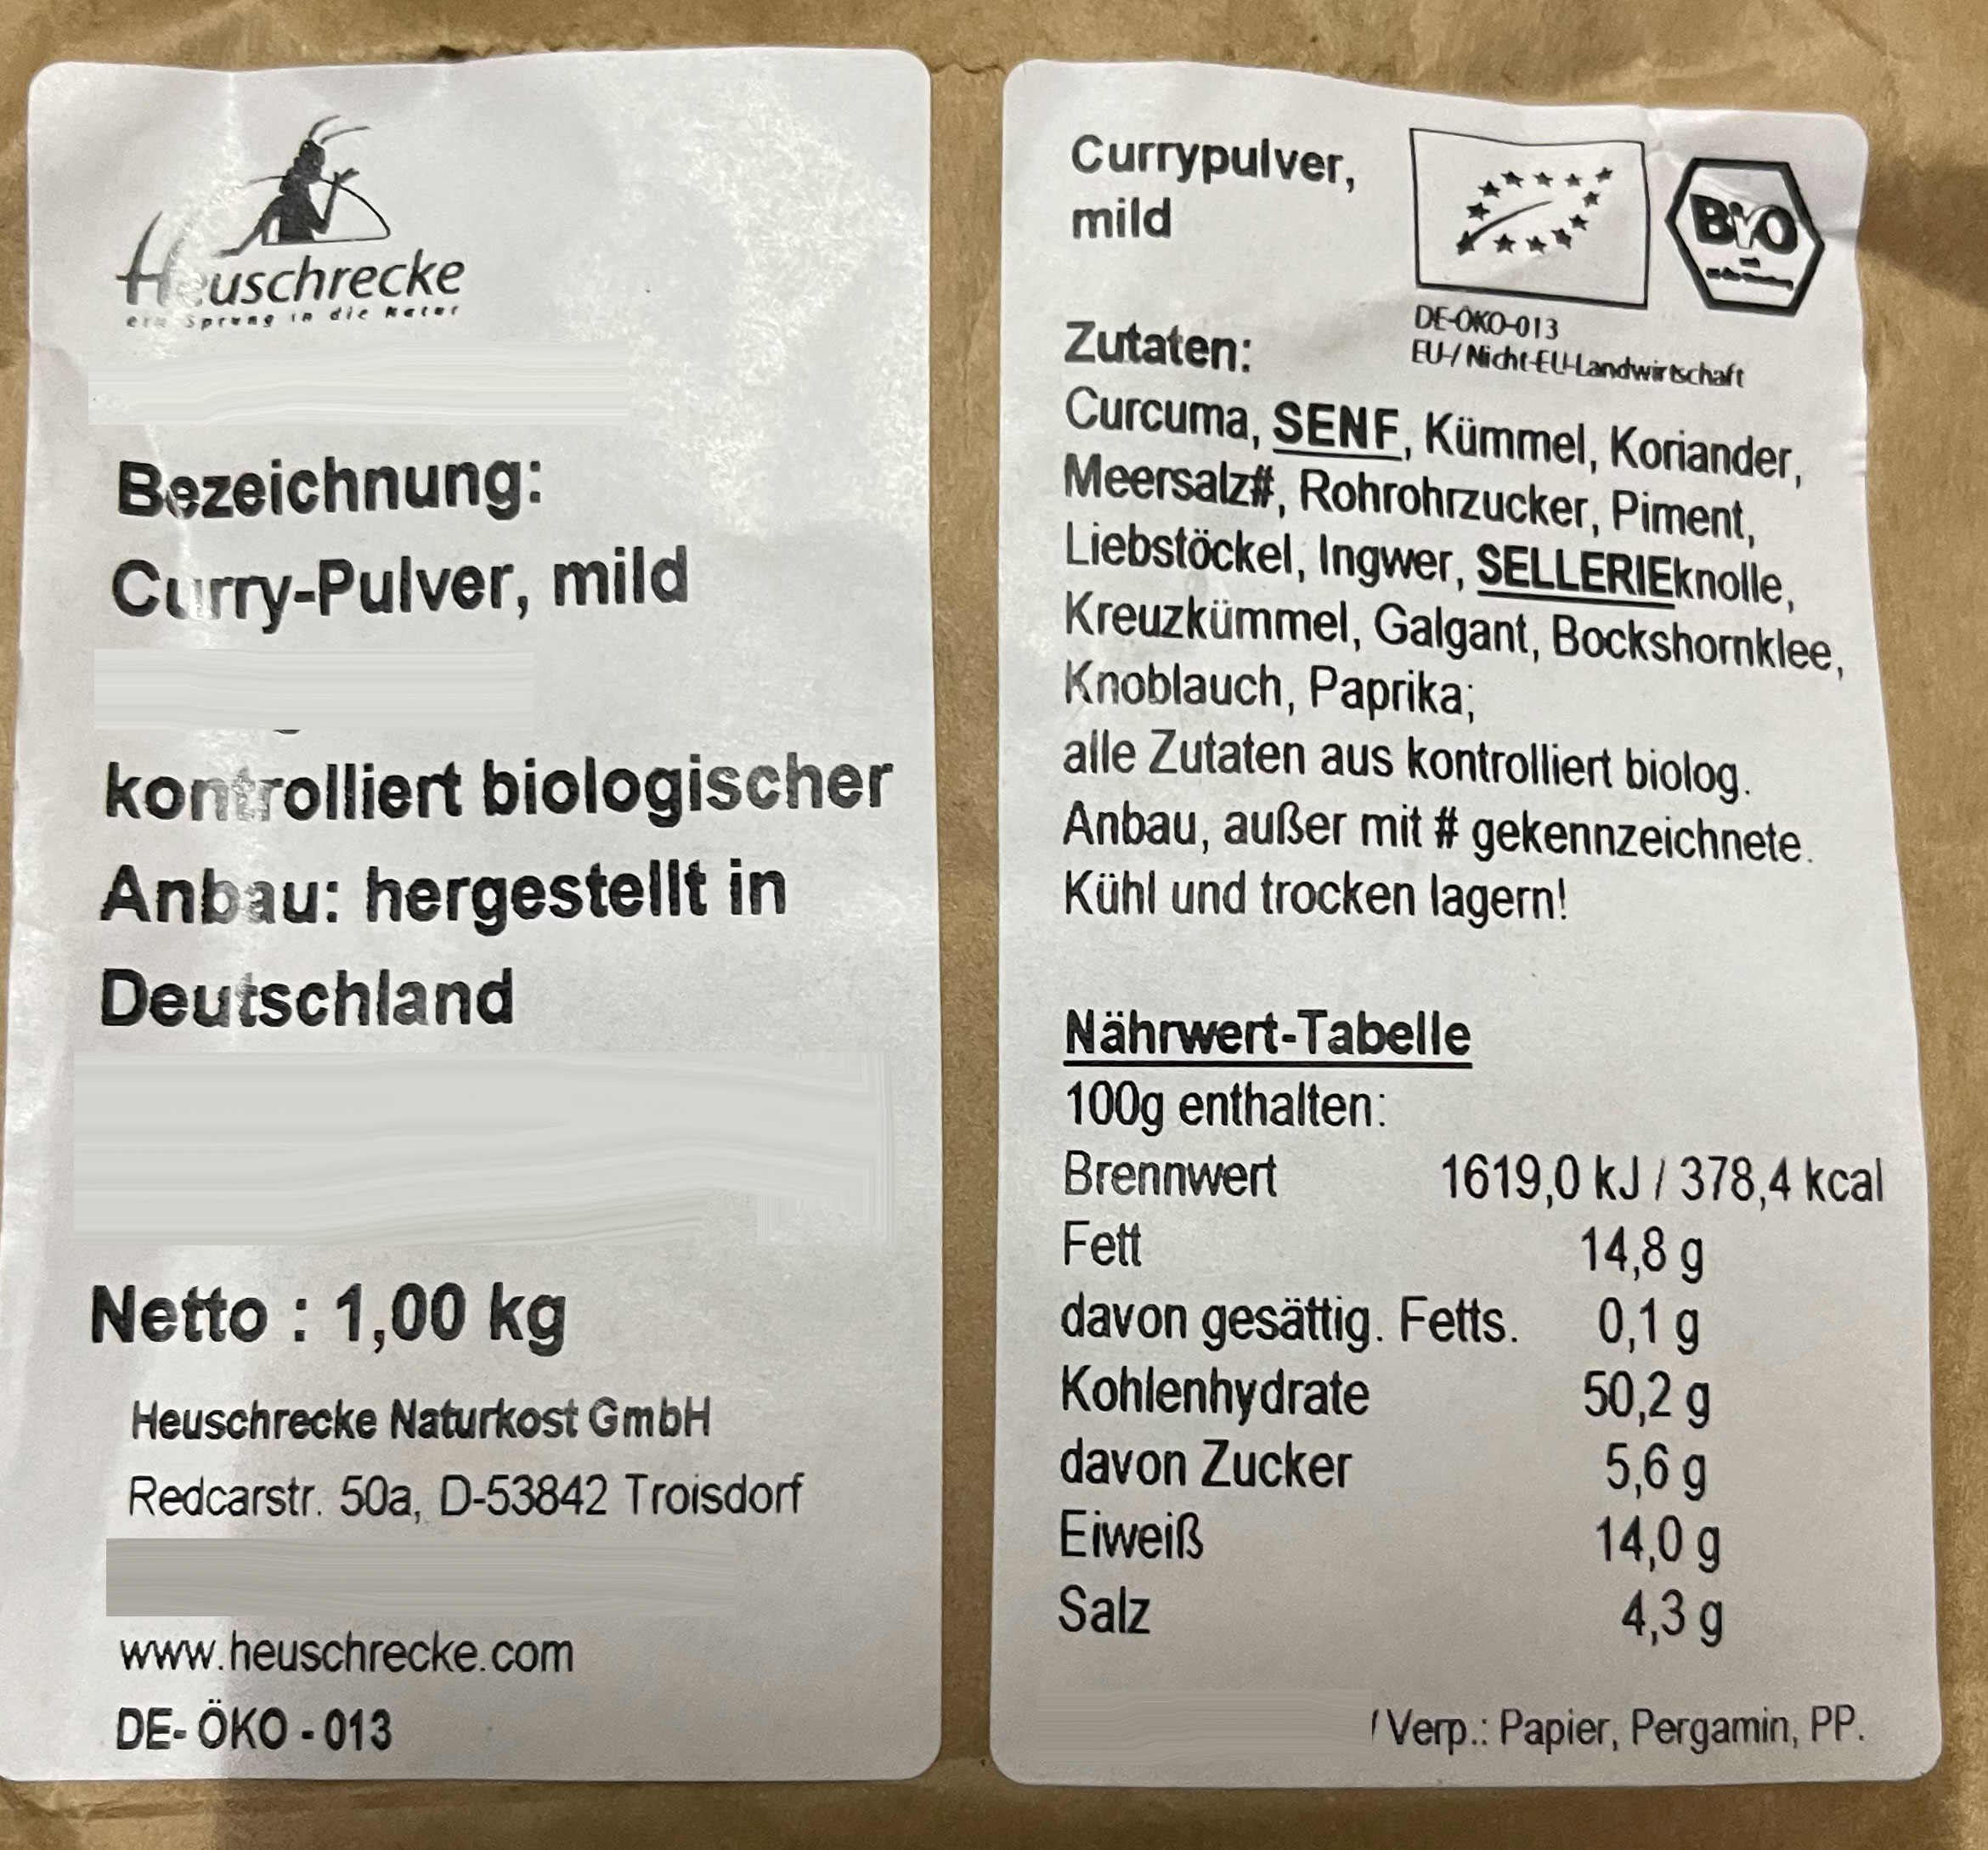 Heuschrecke
ein Sprung in die Natur
Bezeichnung:
Curry-Pulver, mild
kontrolliert biologischer
Anbau: hergestellt in
Deutschland
Netto : 1,00 kg
Heuschrecke Naturkost GmbH
Redcarstr. 50a, D-53842 Troisdorf
www.heuschrecke.com
DE- ÖKO - 013
Currypulver,
mild
BIO
DE-ÖKO-013
EU-/ Nicht-EU-Landwirtschaft
Zutaten:
Curcuma, SENF, Kümmel, Koriander,
Meersalz#, Rohrohrzucker, Piment,
Liebstöckel, Ingwer, SELLERIEknolle,
Kreuzkümmel, Galgant, Bockshornklee,
Knoblauch, Paprika;
alle Zutaten aus kontrolliert biolog.
Anbau, außer mit # gekennzeichnete.
Kühl und trocken lagern!
Nährwert-Tabelle
100g enthalten:
Brennwert 1619,0 kJ / 378,4 kcal
Fett 14,8 g
davon gesättig. Fetts. 0,1 g
Kohlenhydrate 50,2 g
davon Zucker 5,6 g
Eiweiß 14,0 g
Salz 4,3 g
/ Verp.: Papier, Pergamin, PP.